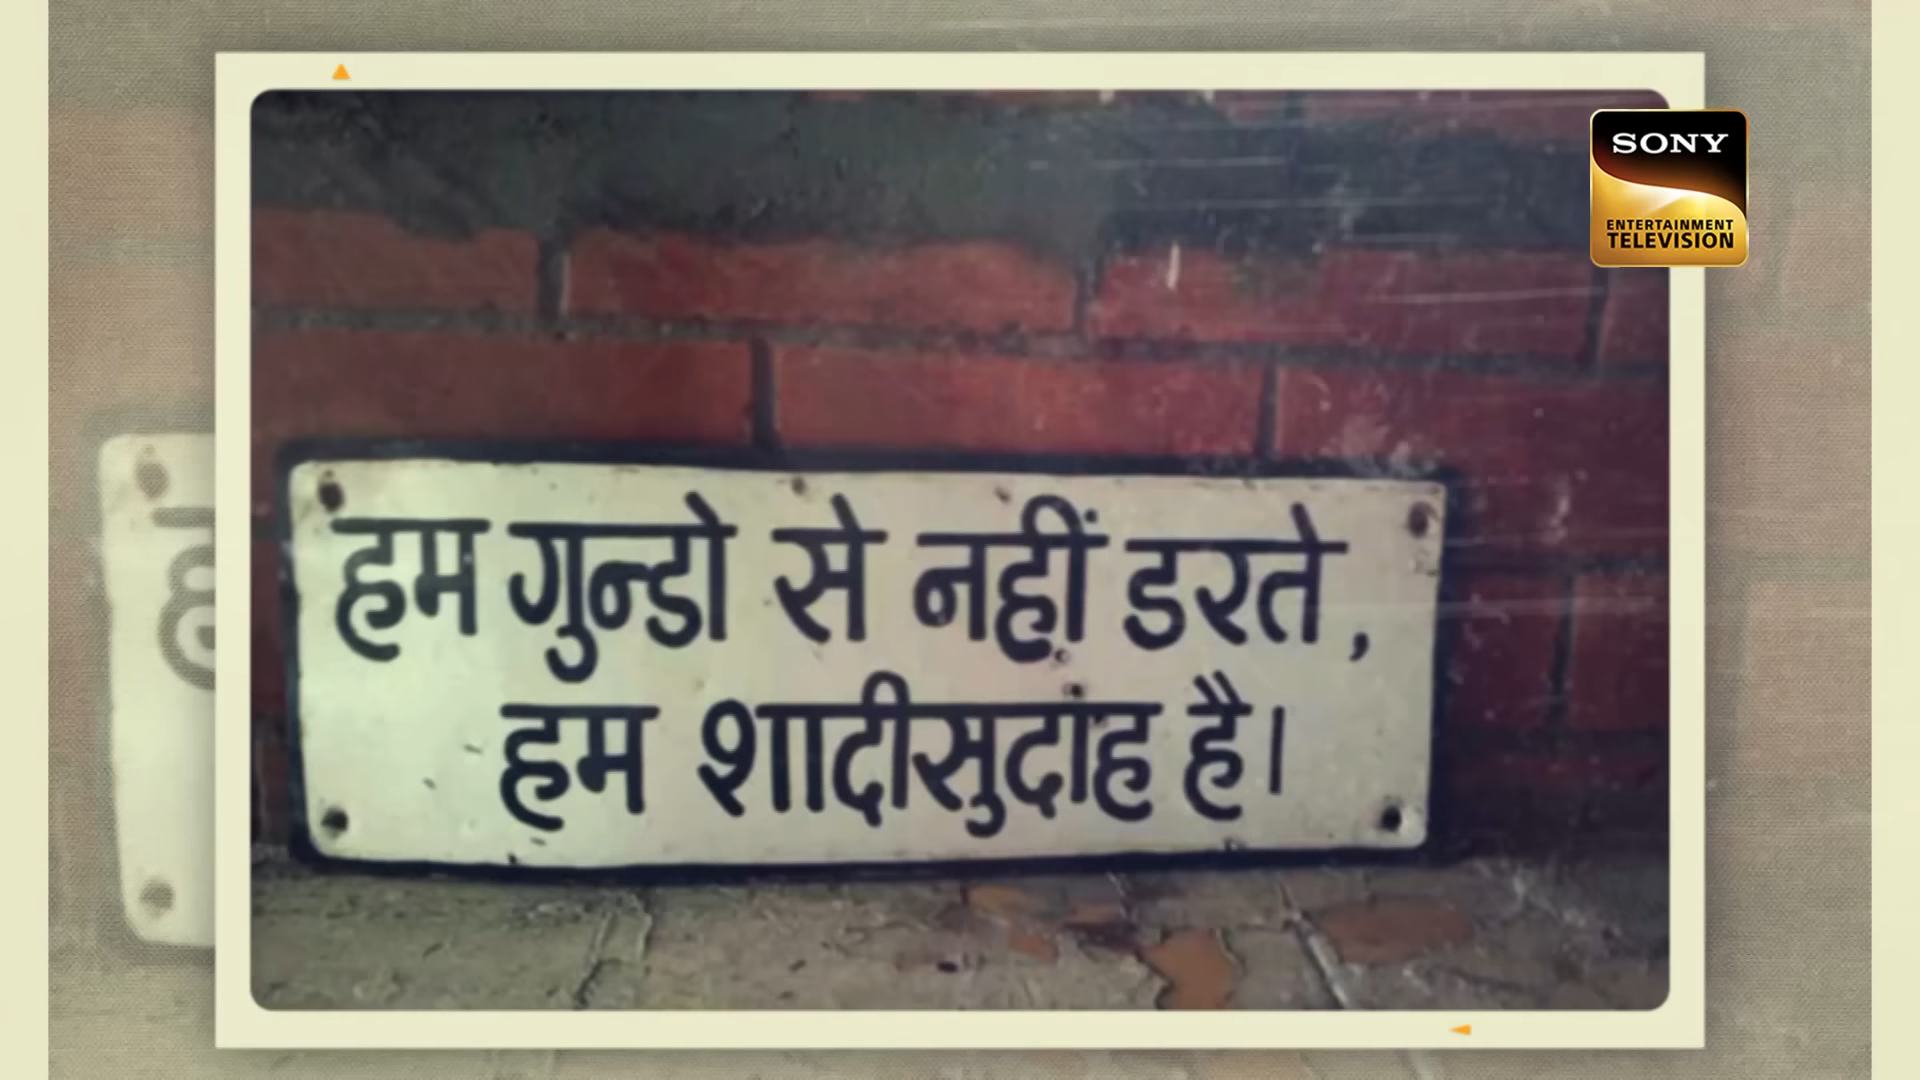 SONY
ENTERTAINMENT
TELEVISION
हम गुन्डो से नहीं डरते,
हम शादीसुदांह है।